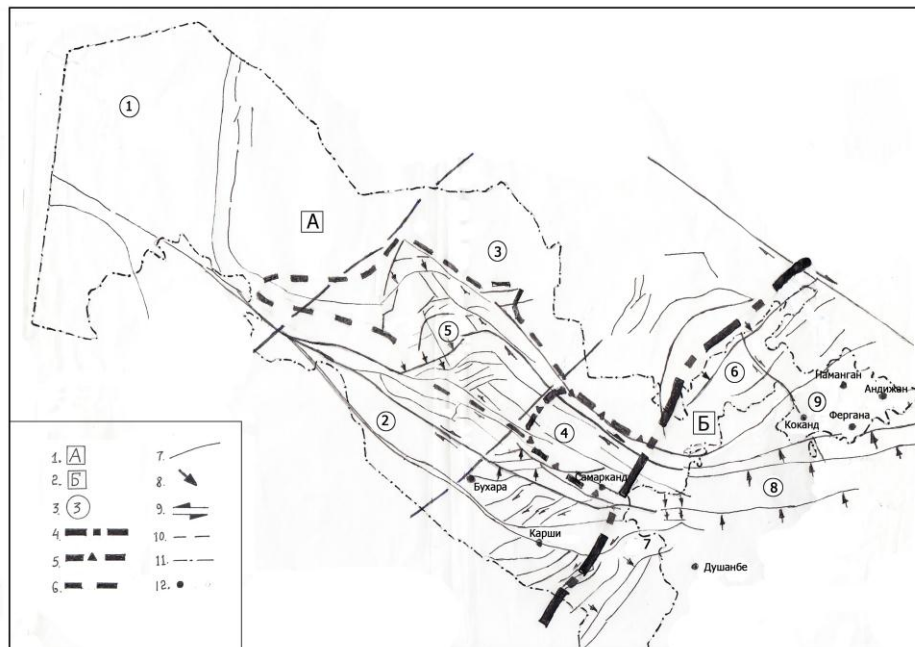 1
А
3
5
6
Наманган
Андижан
9
Б
Фергана
Коканд
2
4
8
Бухара
Самарканд
Карши
7
Душанбе
1. А
2. Б
3. 3
4
5.
6.
7.
8.
9.
10.
11.
12.